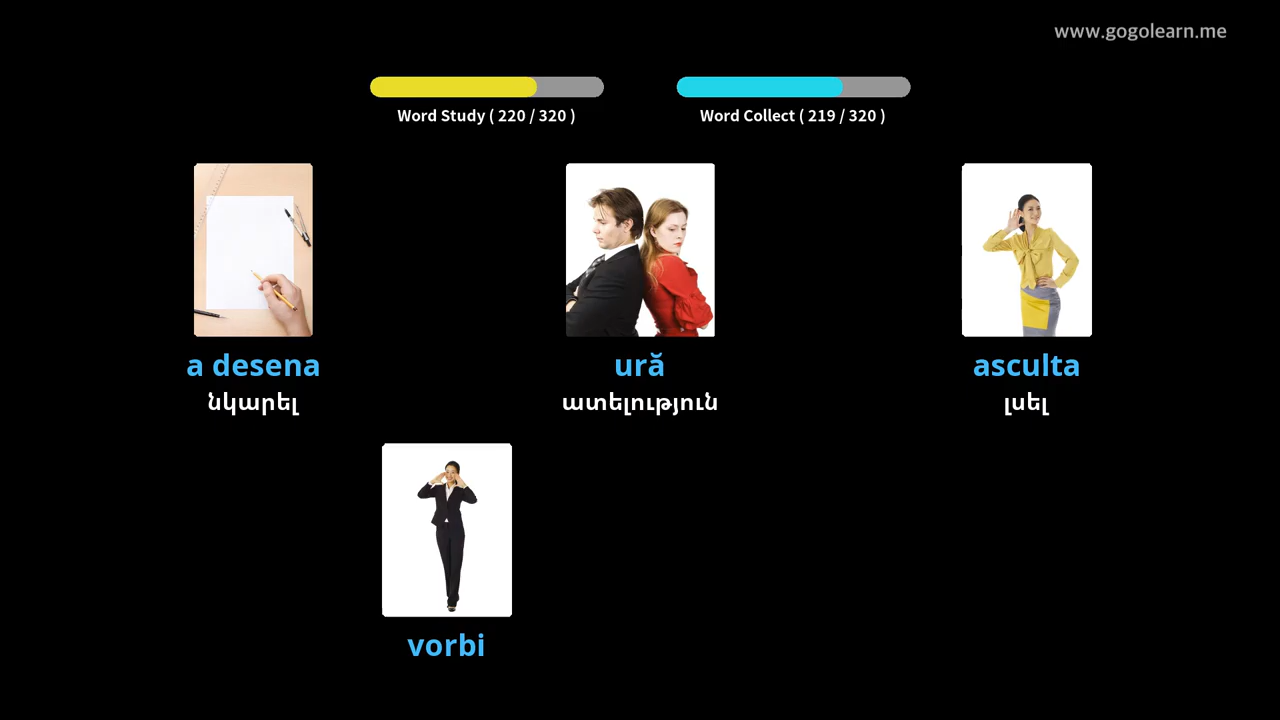 www.gogolearn.me
Word Study ( 220 / 320 )
Word Collect ( 219 / 320 )
a desena
նկարել
ură
ատելություն
asculta
լսել
vorbi